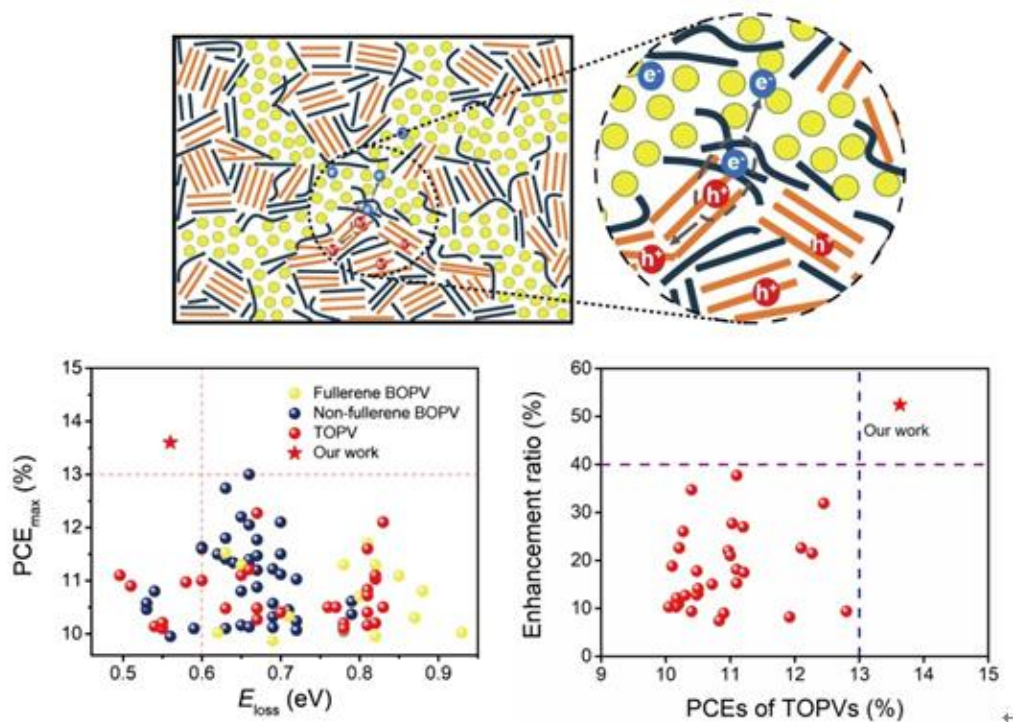 e⁻
e⁻
e⁻
h⁺
h⁺
h⁺
h⁺
15
14
13
12
11
10
PCEmax (%)
0.5 0.6 0.7 0.8 0.9
Eloss (eV)
Fullerene BOPV
Non-fullerene BOPV
TOPV
Our work
60
50
40
30
20
10
0
Enhancement ratio (%)
Our work
9 10 11 12 13 14 15
PCEs of TOPVs (%)